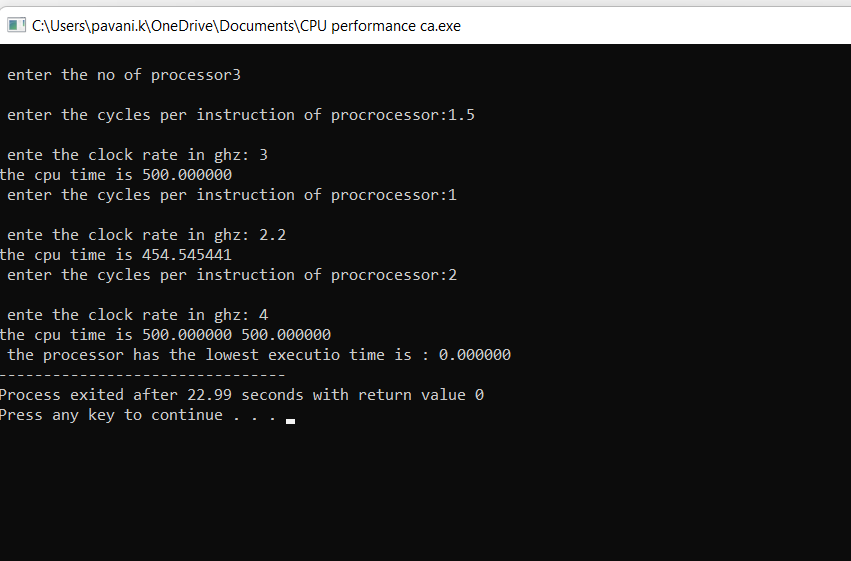 C:\Users\pavani.k\OneDrive\Documents\CPU performance ca.exe
enter the no of processor3
enter the cycles per instruction of procrocessor:1.5
ente the clock rate in ghz: 3
the cpu time is 500.000000
enter the cycles per instruction of procrocessor:1
ente the clock rate in ghz: 2.2
the cpu time is 454.545441
enter the cycles per instruction of procrocessor:2
ente the clock rate in ghz: 4
the cpu time is 500.000000 500.000000
the processor has the lowest executio time is : 0.000000
--------------------------------
Process exited after 22.99 seconds with return value 0
Press any key to continue . . .